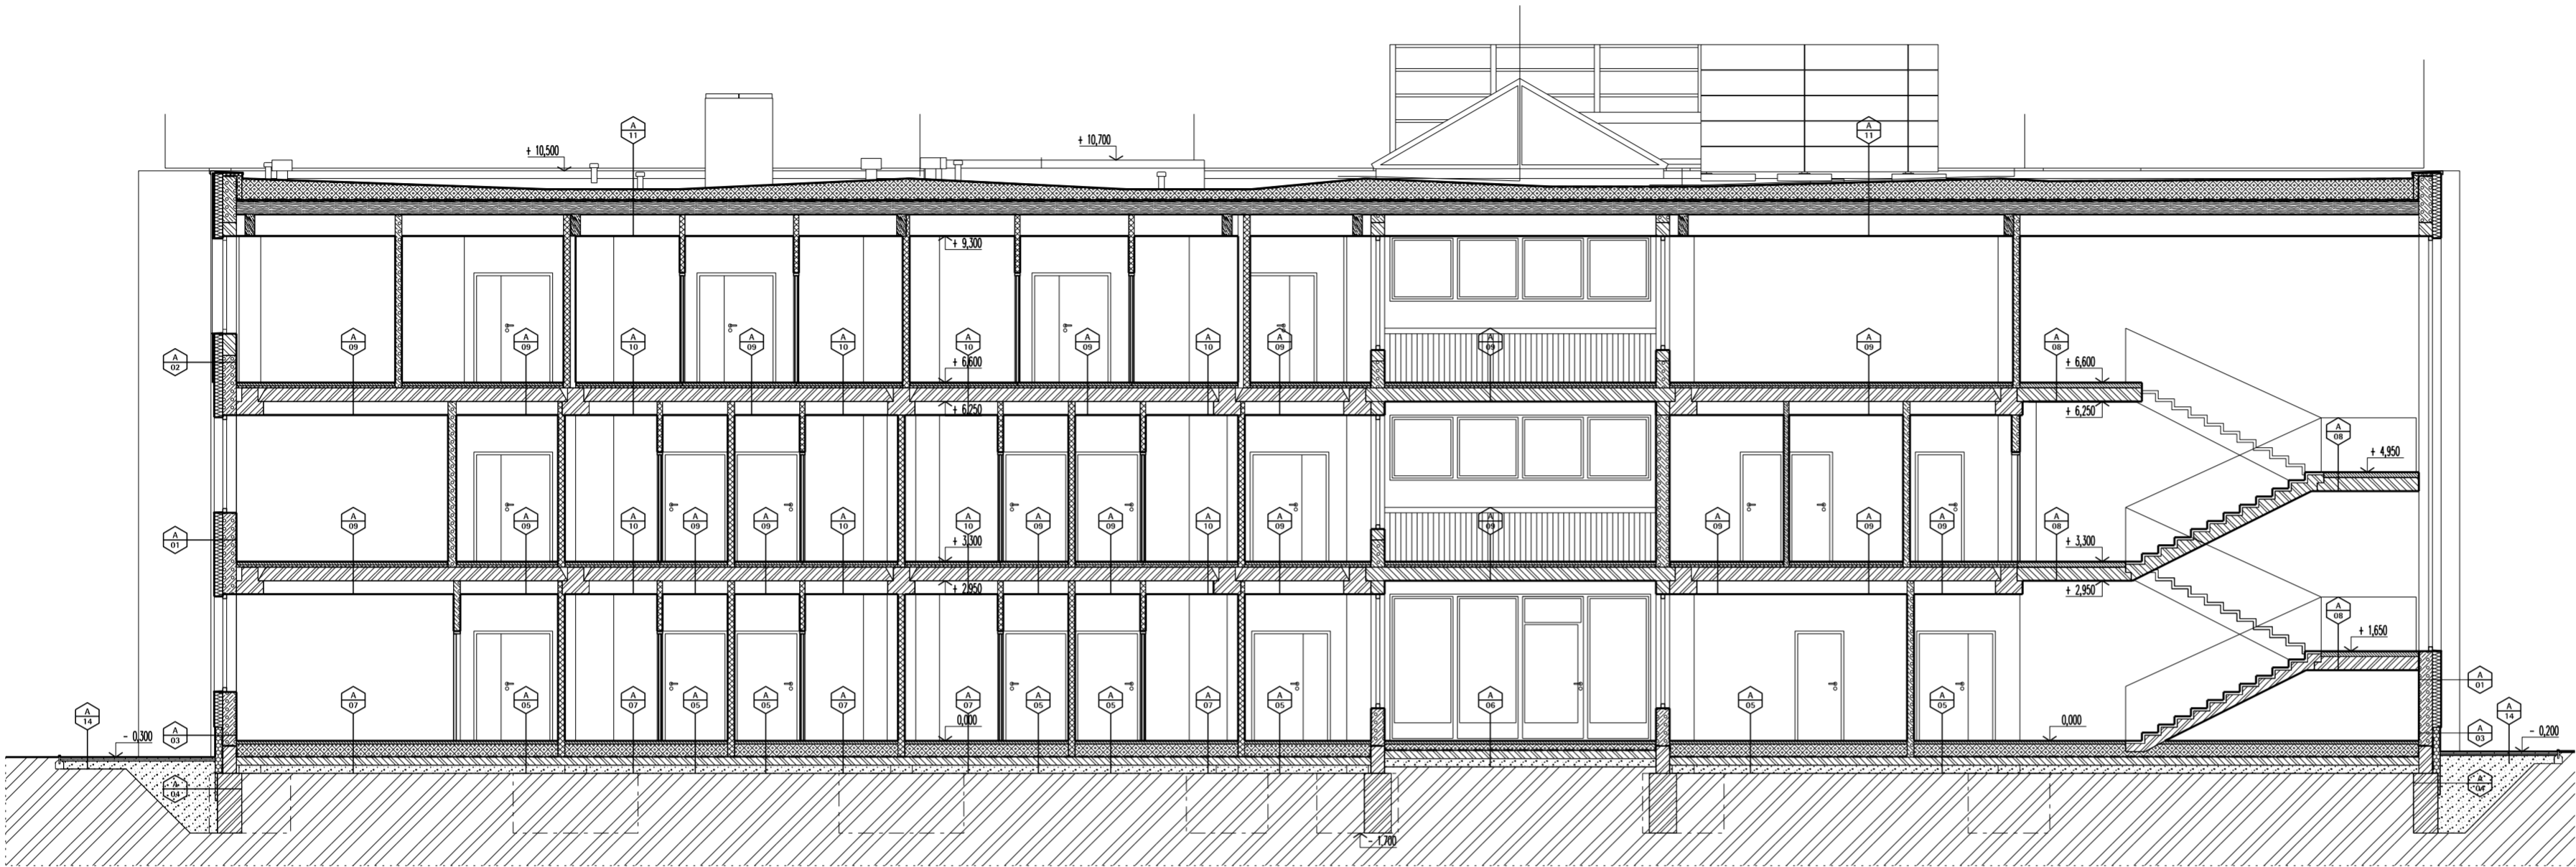 A 11
A 11
+ 10,500
+ 10,700
+ 9,300
A 02
A 09
A 09
A 10
A 09
A 10
A 10
A 09
A 10
A 09
A 09
A 09
A 08
+ 6,600
+ 6,600
+ 6,250
+ 6,250
A 08
+ 4,950
A 01
A 09
A 09
A 10
A 09
A 09
A 10
A 10
A 09
A 09
A 10
A 09
A 09
A 09
A 09
A 09
A 08
+ 3,300
+ 3,300
+ 2,950
+ 2,950
A 08
+ 1,650
A 01
A 14
A 07
A 05
A 07
A 05
A 05
A 07
A 07
A 05
A 05
A 07
A 05
A 06
A 05
A 05
A 14
0,000
0,000
- 0,300
A 03
A 03
- 0,200
A 04
A 04
- 1,700